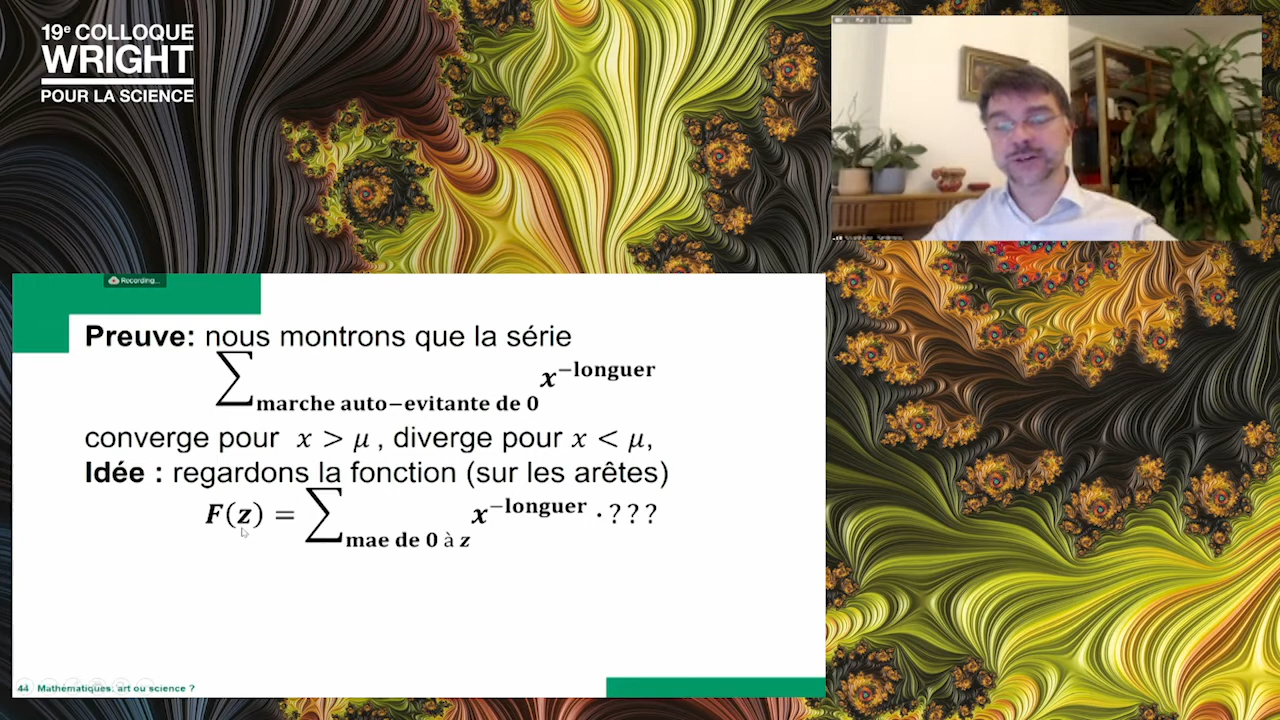 19e COLLOQUE
WRIGHT
POUR LA SCIENCE
Recording...
Preuve: nous montrons que la série
∑ marche auto−evitante de 0 x^−longuer
converge pour x > μ , diverge pour x < μ,
Idée : regardons la fonction (sur les arêtes)
F(z) = ∑ mae de 0 à z x^−longuer · ???
44 Mathématiques: art ou science ?